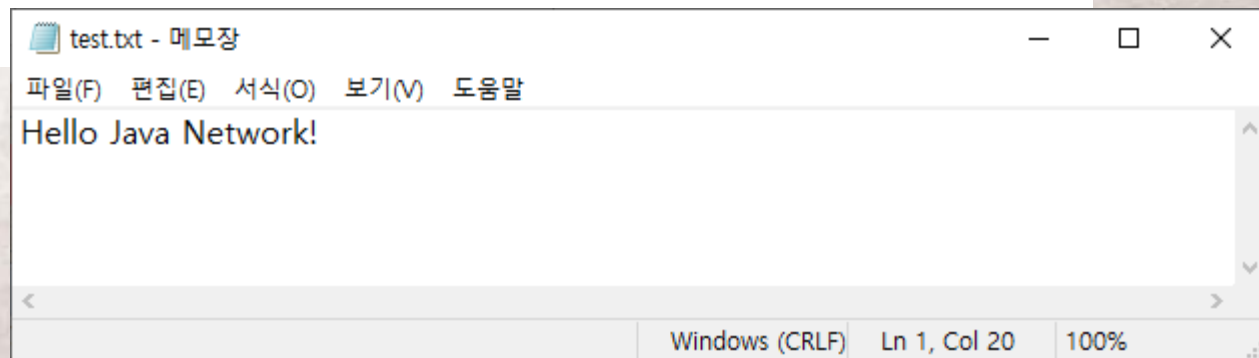 test.txt - 메모장
파일(F) 편집(E) 서식(O) 보기(V) 도움말
Hello Java Network!
Windows (CRLF) Ln 1, Col 20 100%